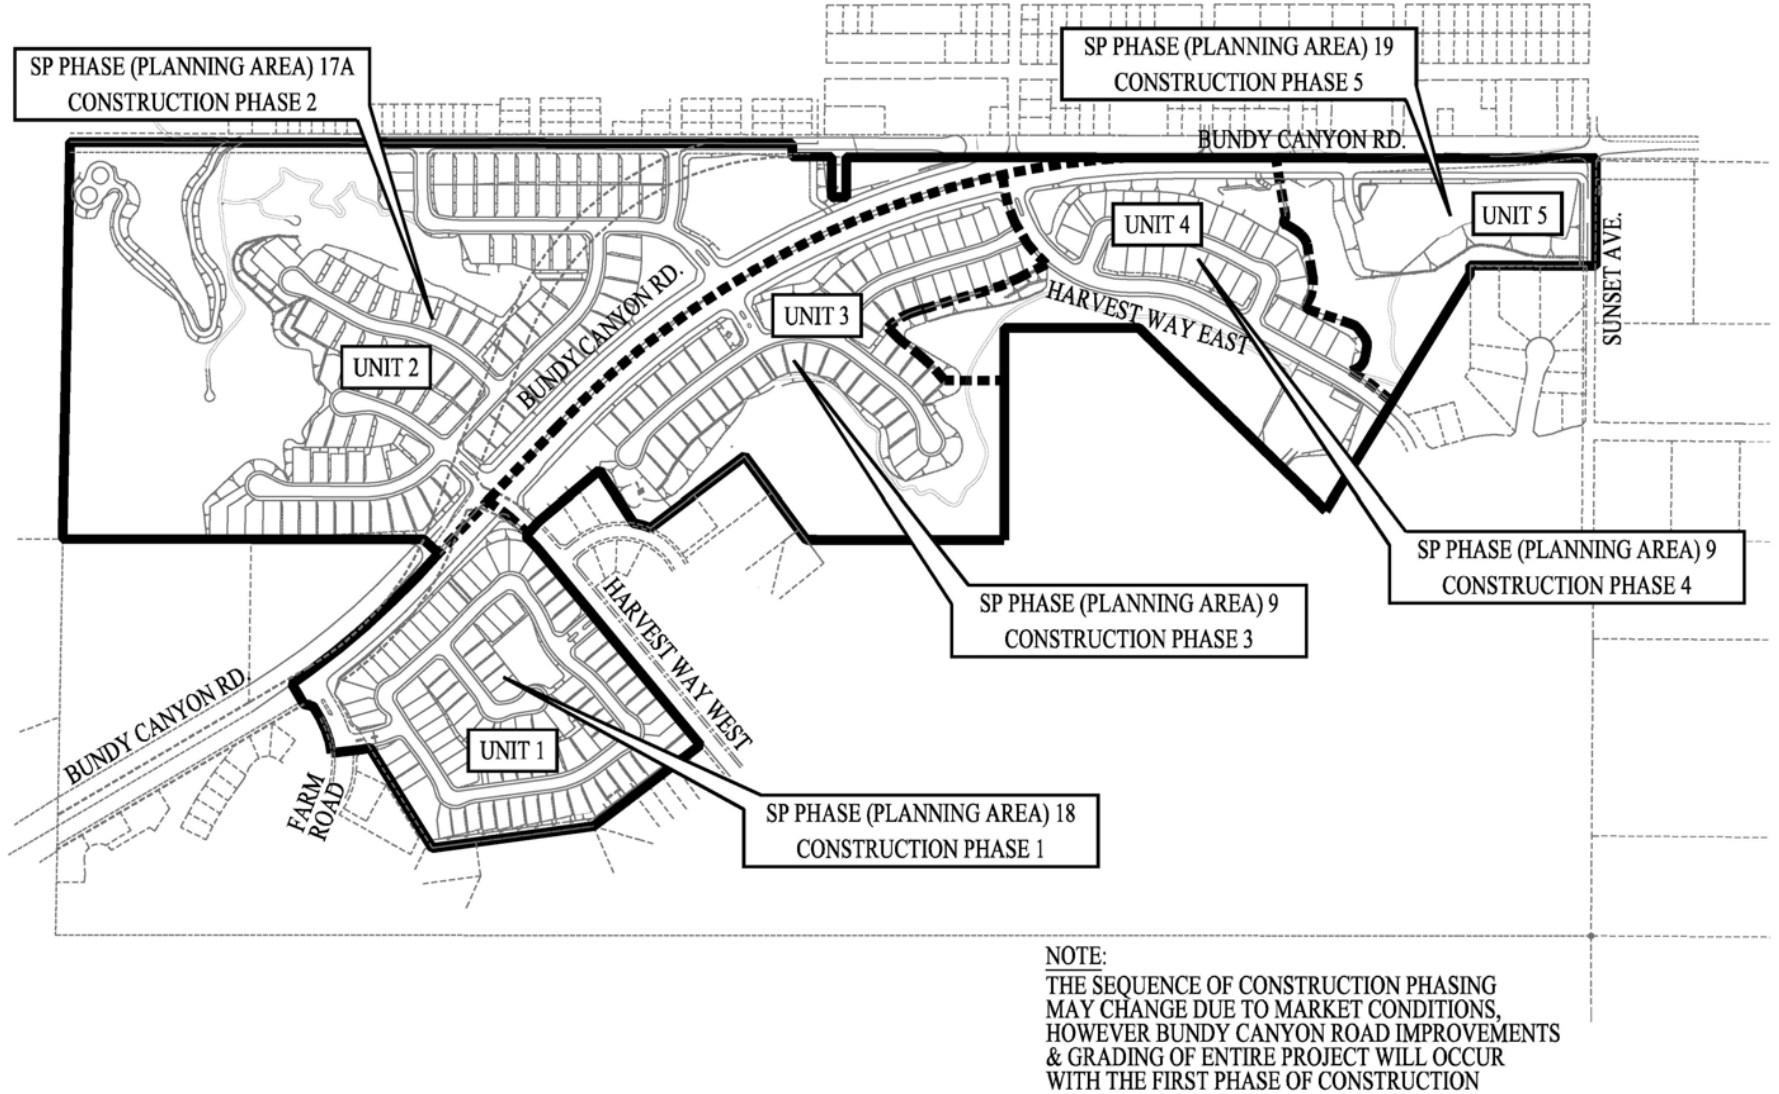 SP PHASE (PLANNING AREA) 17A
CONSTRUCTION PHASE 2
SP PHASE (PLANNING AREA) 19
CONSTRUCTION PHASE 5
BUNDY CANYON RD.
UNIT 5
UNIT 4
SUNSET AVE.
BUNDY CANYON RD.
UNIT 3
HARVEST WAY EAST
UNIT 2
SP PHASE (PLANNING AREA) 9
CONSTRUCTION PHASE 4
SP PHASE (PLANNING AREA) 9
CONSTRUCTION PHASE 3
HARVEST WAY WEST
BUNDY CANYON RD.
UNIT 1
FARM
ROAD
SP PHASE (PLANNING AREA) 18
CONSTRUCTION PHASE 1
NOTE:
THE SEQUENCE OF CONSTRUCTION PHASING
MAY CHANGE DUE TO MARKET CONDITIONS,
HOWEVER BUNDY CANYON ROAD IMPROVEMENTS
& GRADING OF ENTIRE PROJECT WILL OCCUR
WITH THE FIRST PHASE OF CONSTRUCTION